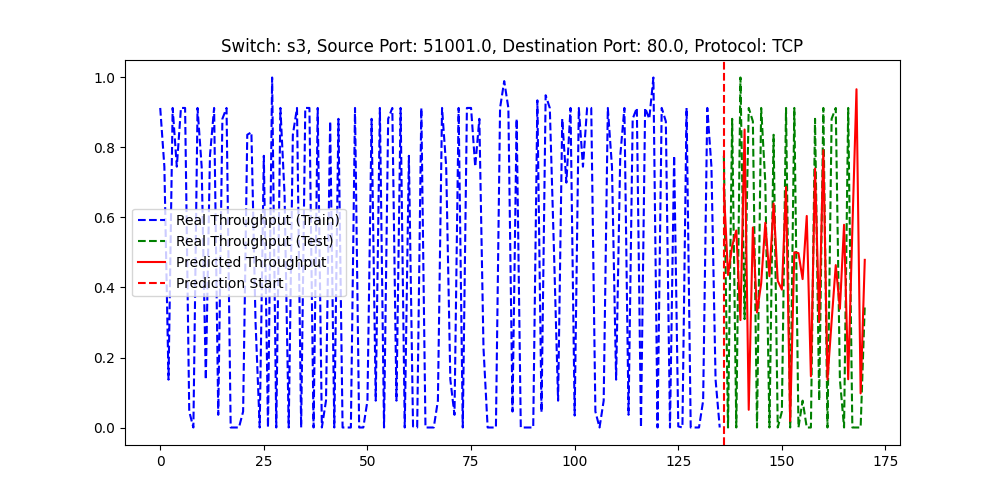 Switch: s3, Source Port: 51001.0, Destination Port: 80.0, Protocol: TCP
1.0
0.8
0.6
0.4
0.2
0.0
Real Throughput (Train)
Real Throughput (Test)
Predicted Throughput
Prediction Start
0 25 50 75 100 125 150 175